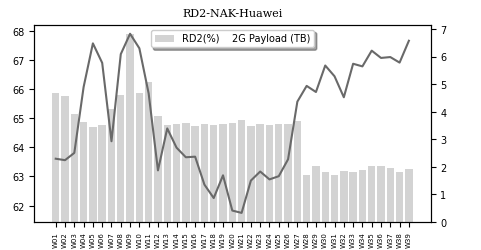 RD2-NAK-Huawei
RD2(%) 2G Payload (TB)
68
67
66
65
64
63
62
7
6
5
4
3
2
1
0
W01
W02
W03
W04
W05
W06
W07
W08
W09
W10
W11
W12
W13
W14
W15
W16
W17
W18
W19
W20
W21
W22
W23
W24
W25
W26
W27
W28
W29
W30
W31
W32
W33
W34
W35
W36
W37
W38
W39